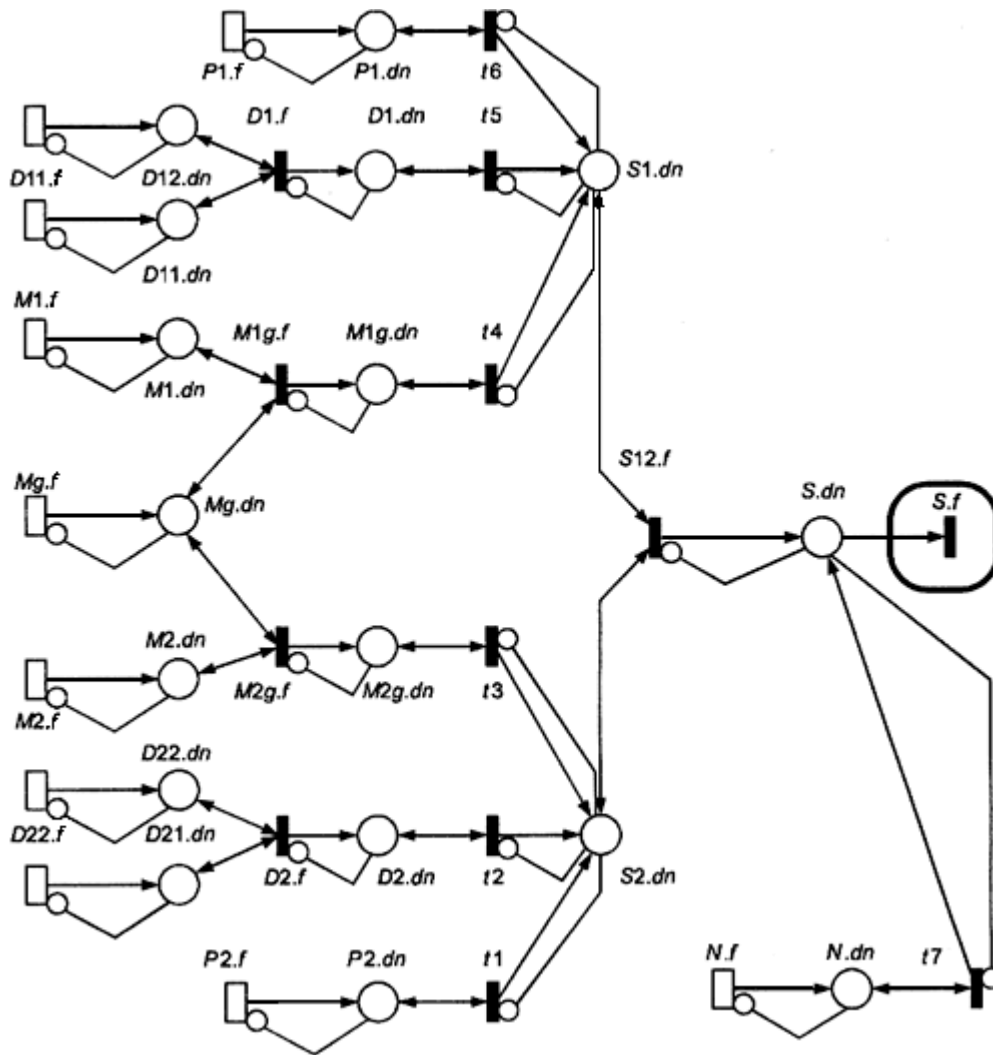 P1.f P1.dn t6
D1.f D1.dn t5
D11.f D12.dn S1.dn
D11.dn
M1.f M1g.f M1g.dn t4
M1.dn
S12.f
Mg.f Mg.dn S.dn S.f
M2.dn
M2.f M2g.f M2g.dn t3
D22.dn
D22.f D21.dn
D2.f D2.dn t2 S2.dn
P2.f P2.dn t1 N.f N.dn t7